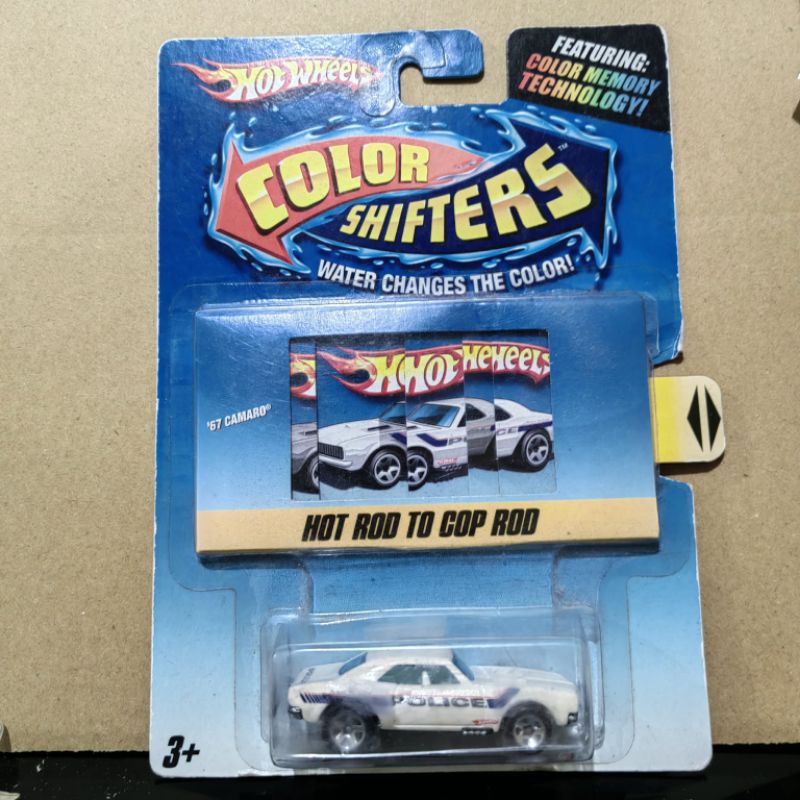 HOT WHEELS
FEATURING:
COLOR MEMORY
TECHNOLOGY!
COLOR
SHIFTERS™
WATER CHANGES THE COLOR!
'67 CAMARO®
HOT ROD TO COP ROD
POLICE
3+